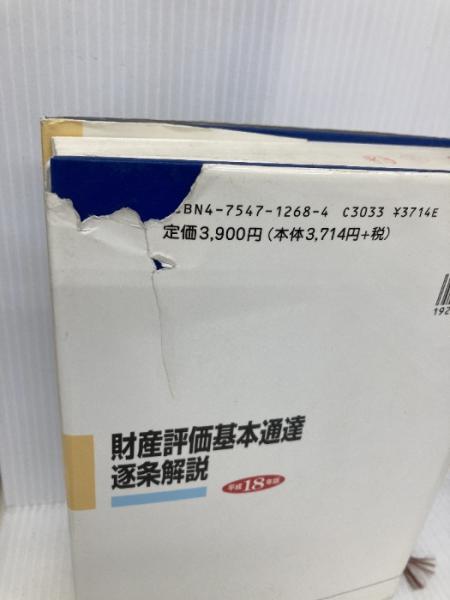 BN4-7547-1268-4 C3033 ¥3714E
定価3,900円(本体3,714円+税)
192
財産評価基本通達
逐条解説
平成18年版